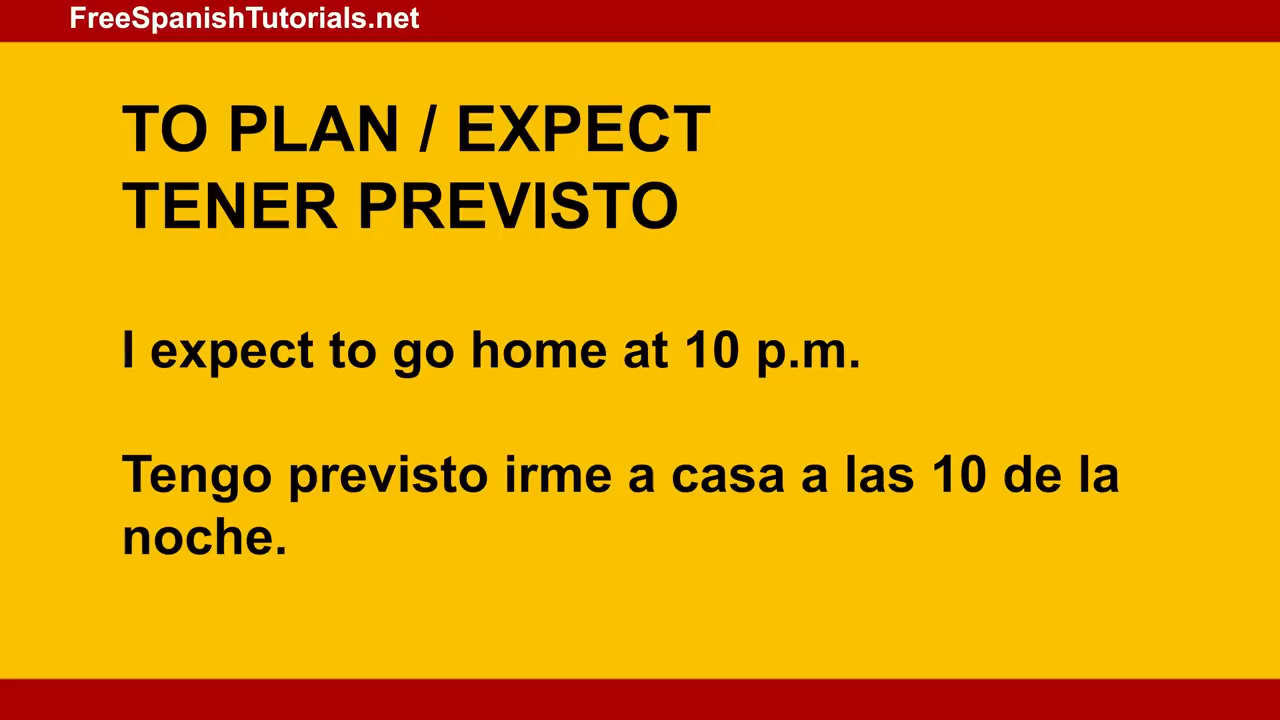 FreeSpanishTutorials.net
TO PLAN / EXPECT
TENER PREVISTO
I expect to go home at 10 p.m.
Tengo previsto irme a casa a las 10 de la
noche.